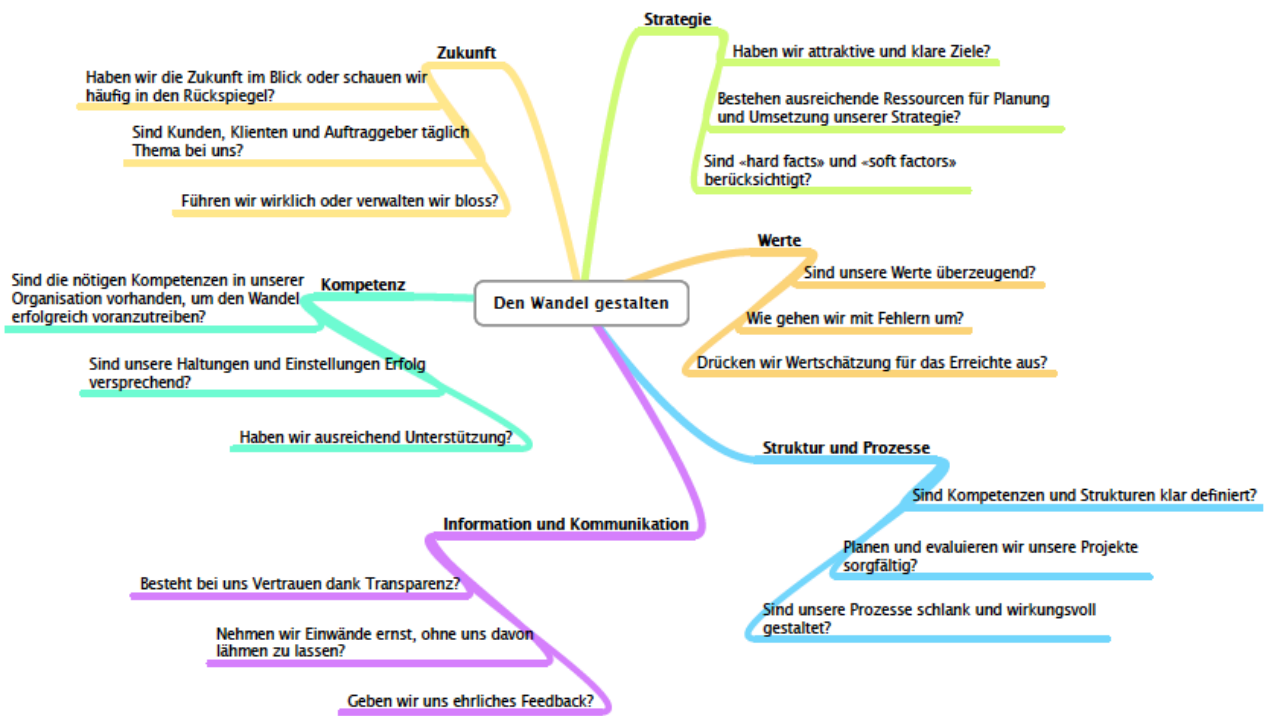 Strategie
Haben wir attraktive und klare Ziele?
Bestehen ausreichende Ressourcen für Planung
und Umsetzung unserer Strategie?
Sind «hard facts» und «soft factors»
berücksichtigt?
Werte
Sind unsere Werte überzeugend?
Wie gehen wir mit Fehlern um?
Drücken wir Wertschätzung für das Erreichte aus?
Struktur und Prozesse
Sind Kompetenzen und Strukturen klar definiert?
Planen und evaluieren wir unsere Projekte
sorgfältig?
Sind unsere Prozesse schlank und wirkungsvoll
gestaltet?
Den Wandel gestalten
Zukunft
Haben wir die Zukunft im Blick oder schauen wir
häufig in den Rückspiegel?
Sind Kunden, Klienten und Auftraggeber täglich
Thema bei uns?
Führen wir wirklich oder verwalten wir bloss?
Kompetenz
Sind die nötigen Kompetenzen in unserer
Organisation vorhanden, um den Wandel
erfolgreich voranzutreiben?
Sind unsere Haltungen und Einstellungen Erfolg
versprechend?
Haben wir ausreichend Unterstützung?
Information und Kommunikation
Besteht bei uns Vertrauen dank Transparenz?
Nehmen wir Einwände ernst, ohne uns davon
lähmen zu lassen?
Geben wir uns ehrliches Feedback?